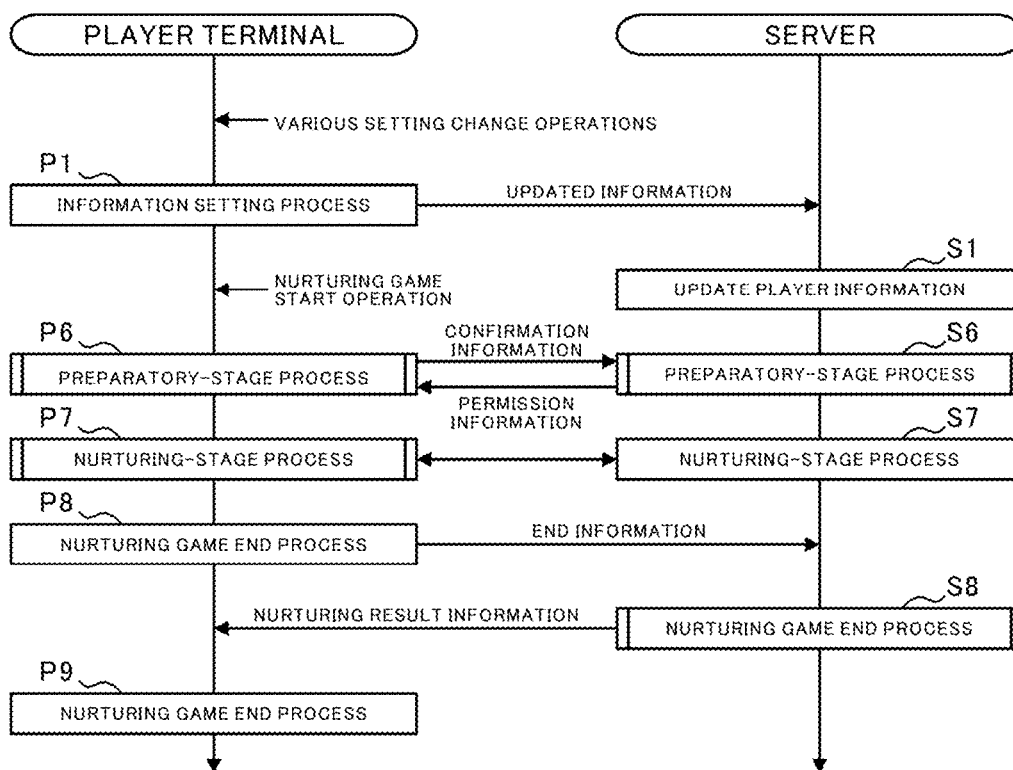 PLAYER TERMINAL
SERVER
VARIOUS SETTING CHANGE OPERATIONS
P1
INFORMATION SETTING PROCESS
UPDATED INFORMATION
S1
NURTURING GAME
START OPERATION
UPDATE PLAYER INFORMATION
P6
CONFIRMATION
INFORMATION
S6
PREPARATORY-STAGE PROCESS
PREPARATORY-STAGE PROCESS
P7
PERMISSION
INFORMATION
S7
NURTURING-STAGE PROCESS
NURTURING-STAGE PROCESS
P8
NURTURING GAME END PROCESS
END INFORMATION
S8
NURTURING RESULT INFORMATION
NURTURING GAME END PROCESS
P9
NURTURING GAME END PROCESS